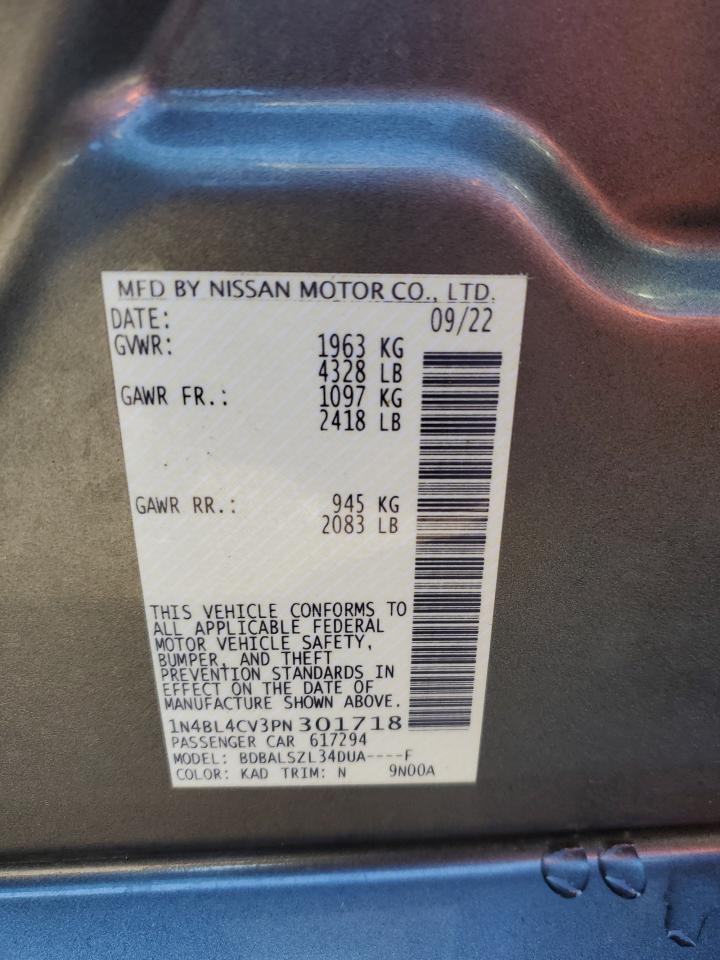 MFD BY NISSAN MOTOR CO., LTD.
DATE: 09/22
GVWR: 1963 KG
4328 LB
GAWR FR.: 1097 KG
2418 LB
GAWR RR.: 945 KG
2083 LB
THIS VEHICLE CONFORMS TO
ALL APPLICABLE FEDERAL
MOTOR VEHICLE SAFETY,
BUMPER, AND THEFT
PREVENTION STANDARDS IN
EFFECT ON THE DATE OF
MANUFACTURE SHOWN ABOVE.
1N4BL4CV3PN301718
PASSENGER CAR 617294
MODEL: BDBALSZL34DUA----F
COLOR: KAD TRIM: N 9N00A